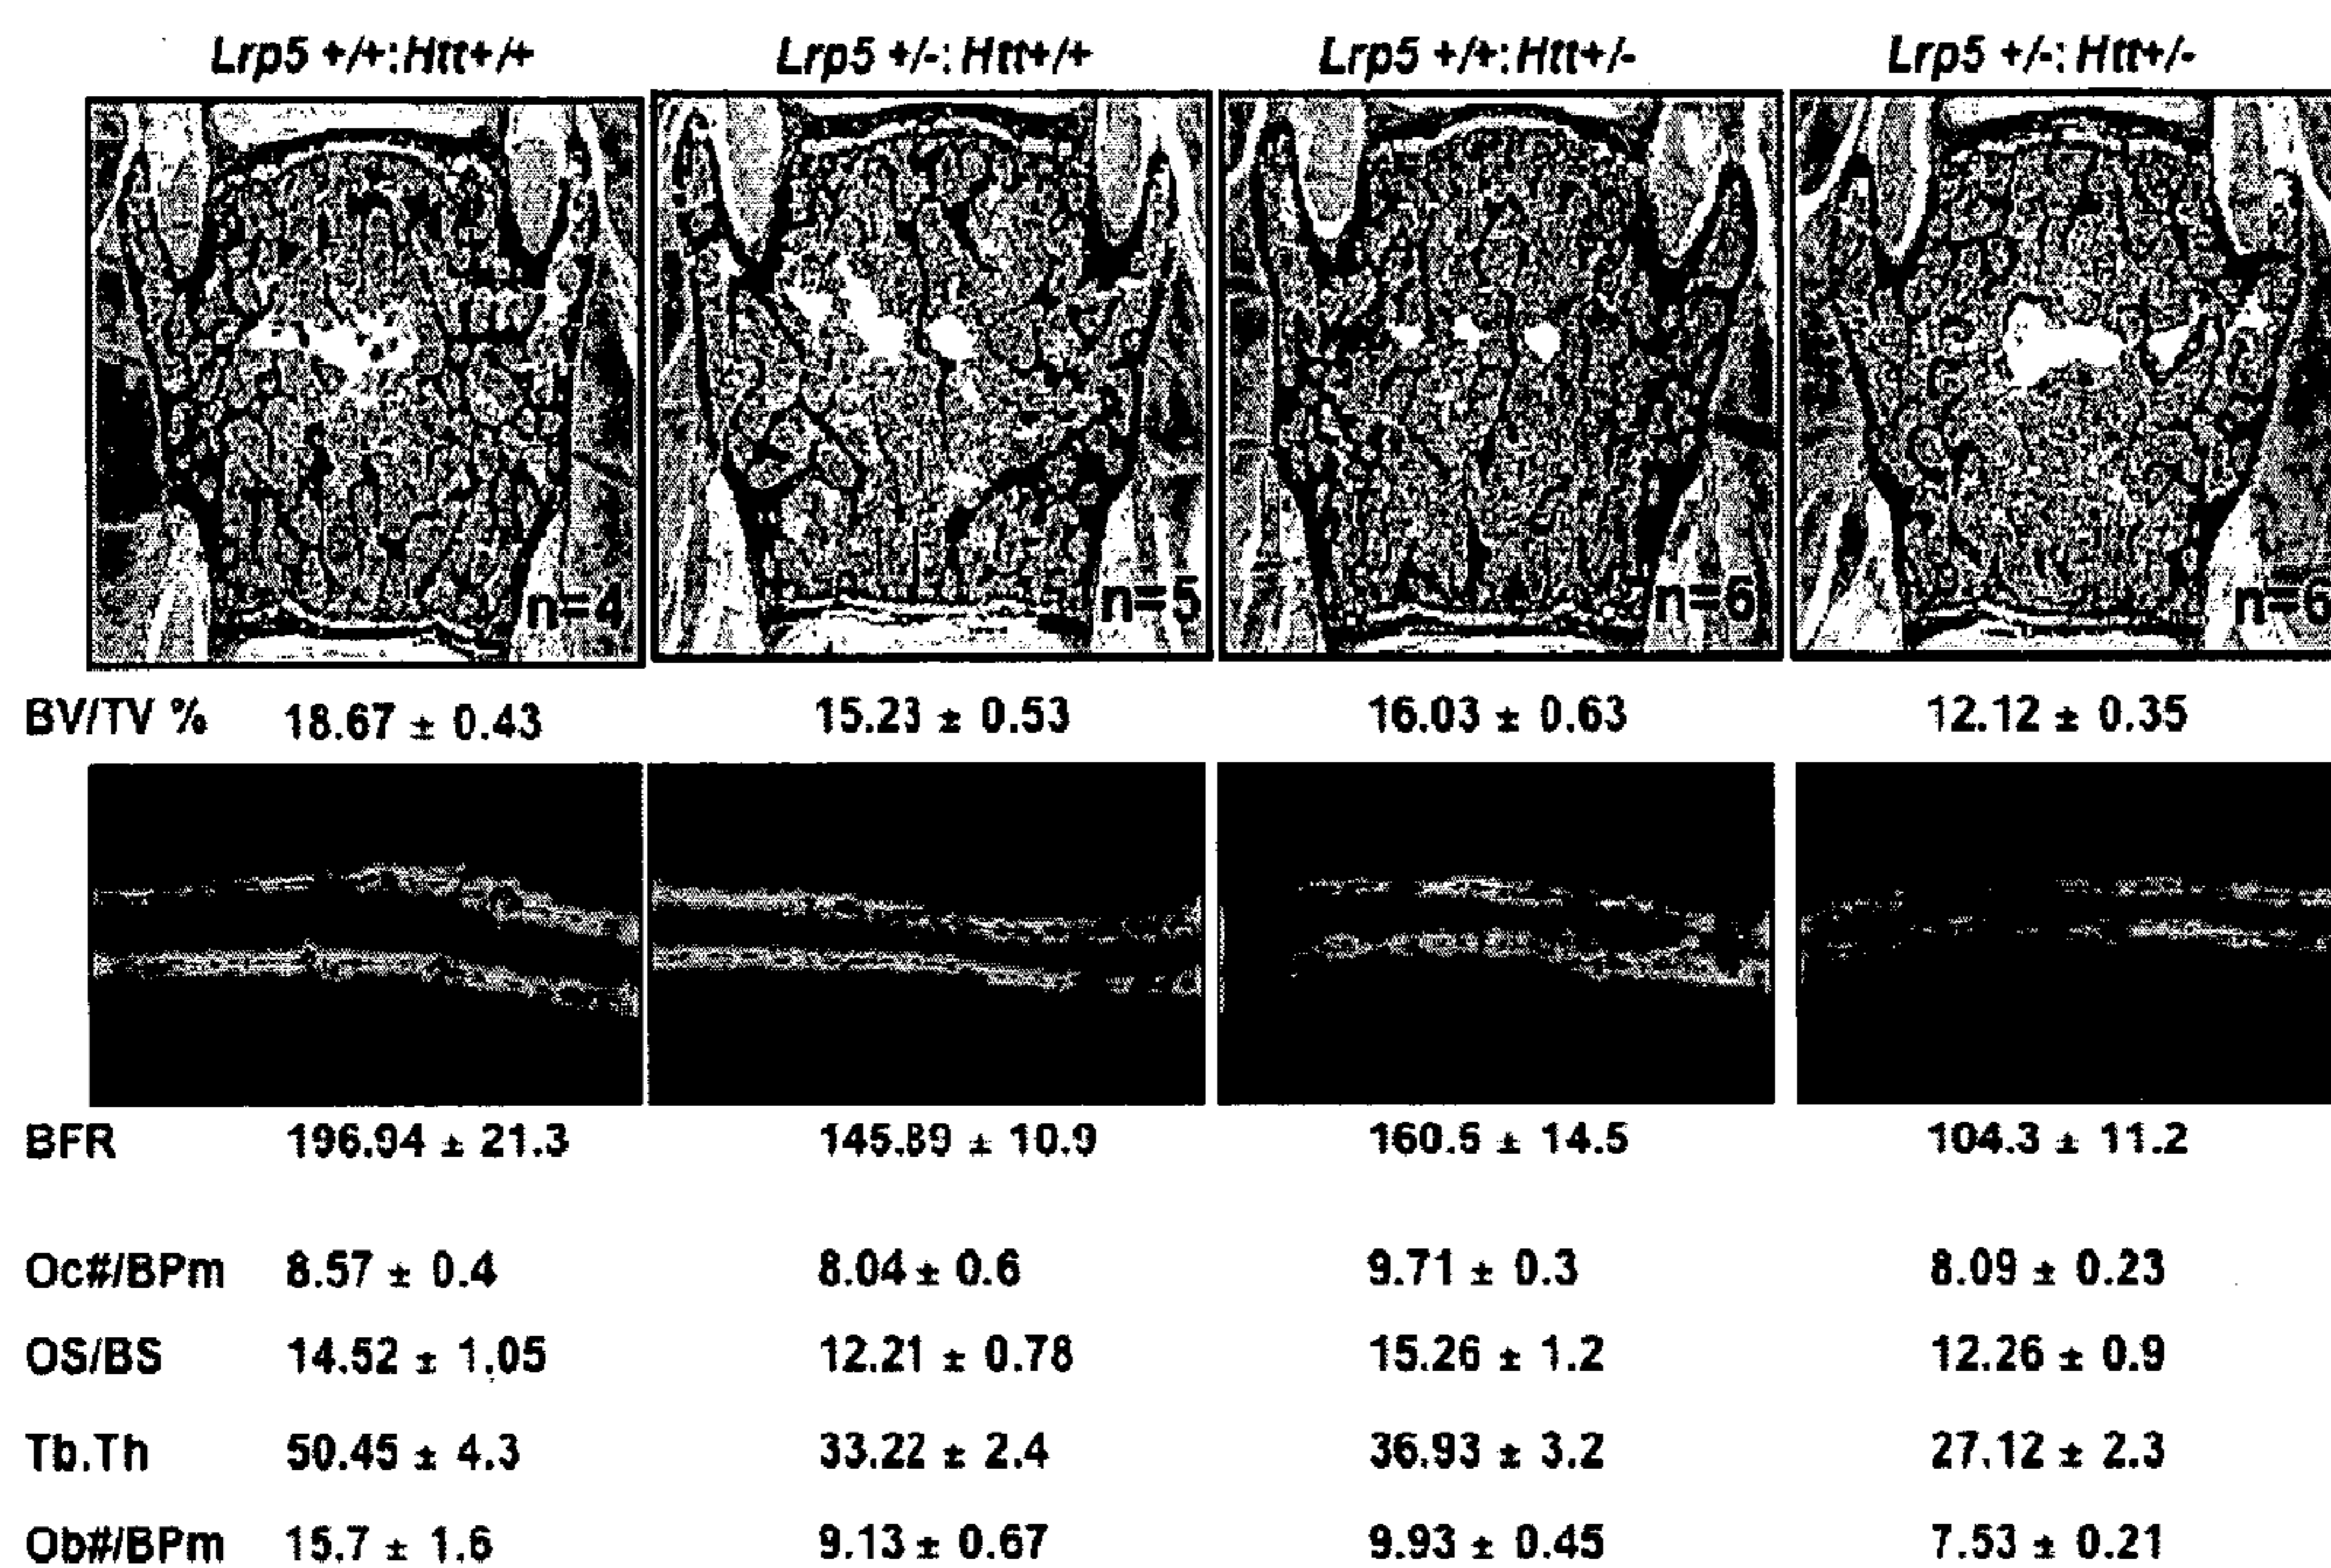 Lrp5 +/+:Htt+/+ Lrp5 +/-: Htt+/+ Lrp5 +/+:Htt+/- Lrp5 +/-: Htt+/-
n=4 n=5 n=6 n=6
BV/TV % 18.67 ± 0.43 15.23 ± 0.53 16.03 ± 0.63 12.12 ± 0.35
BFR 196.94 ± 21.3 145.89 ± 10.9 160.5 ± 14.5 104.3 ± 11.2
Oc#/BPm 8.57 ± 0.4 8.04 ± 0.6 9.71 ± 0.3 8.09 ± 0.23
OS/BS 14.52 ± 1.05 12.21 ± 0.78 15.26 ± 1.2 12.26 ± 0.9
Tb.Th 50.45 ± 4.3 33.22 ± 2.4 36.93 ± 3.2 27.12 ± 2.3
Ob#/BPm 15.7 ± 1.6 9.13 ± 0.67 9.93 ± 0.45 7.53 ± 0.21